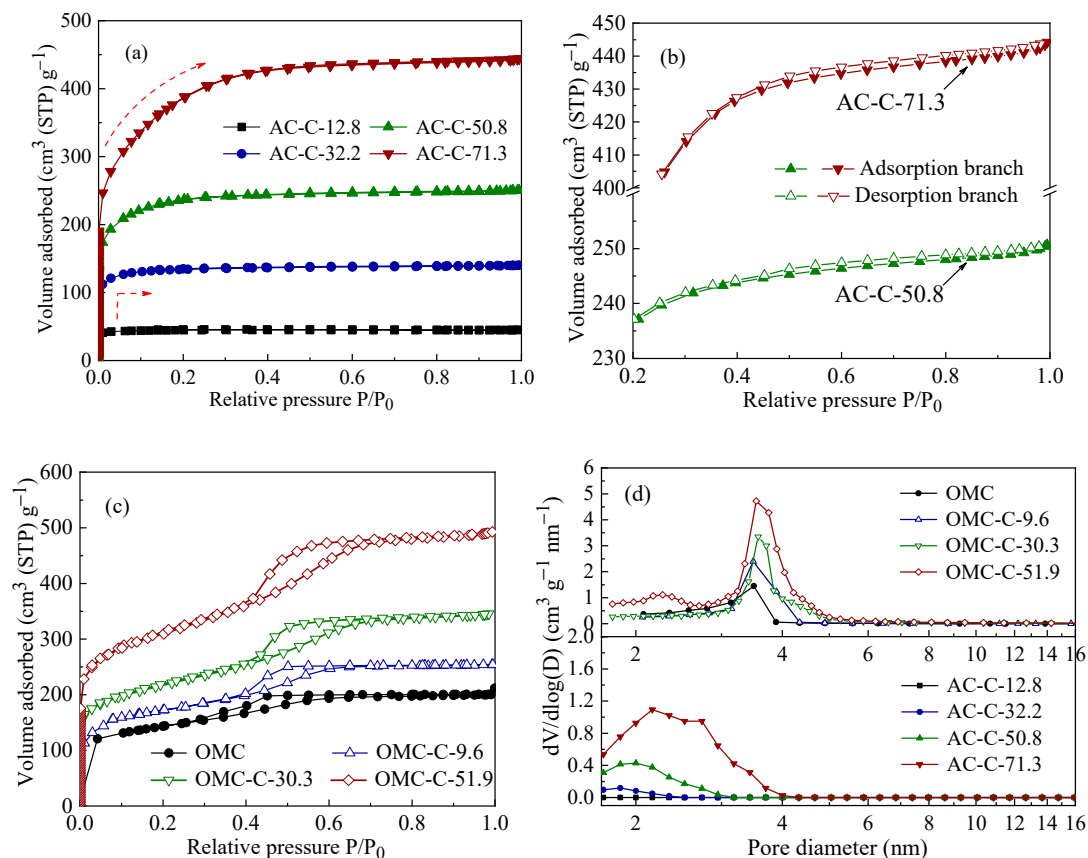 (a)
500
400
300
200
100
0
0.0 0.2 0.4 0.6 0.8 1.0
Volume adsorbed (cm³ (STP) g⁻¹)
Relative pressure P/P₀
AC-C-12.8 AC-C-50.8
AC-C-32.2 AC-C-71.3
(b)
450
440
430
420
410
400
250
240
230
0.2 0.4 0.6 0.8 1.0
Volume adsorbed (cm³ (STP) g⁻¹)
Relative pressure P/P₀
AC-C-71.3
Adsorption branch
Desorption branch
AC-C-50.8
(c)
600
500
400
300
200
100
0
0.0 0.2 0.4 0.6 0.8 1.0
Volume adsorbed (cm³ (STP) g⁻¹)
Relative pressure P/P₀
OMC OMC-C-9.6
OMC-C-30.3 OMC-C-51.9
(d)
6
5
4
3
2
1
0
OMC
OMC-C-9.6
OMC-C-30.3
OMC-C-51.9
2 4 6 8 10 12 14 16
2.0
1.6
1.2
0.8
0.4
0.0
AC-C-12.8
AC-C-32.2
AC-C-50.8
AC-C-71.3
2 4 6 8 10 12 14 16
dV/dlog(D) (cm³ g⁻¹ nm⁻¹)
Pore diameter (nm)